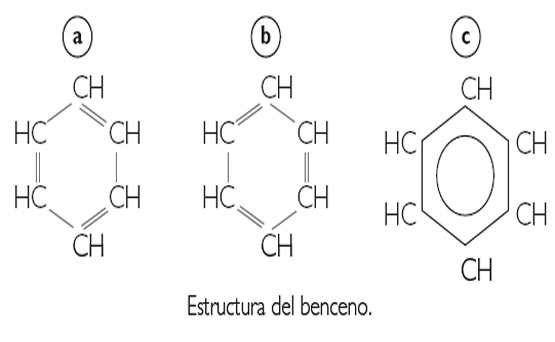 a b c
CH CH CH
HC CH HC CH HC CH
HC CH HC CH HC CH
CH CH CH
Estructura del benceno.